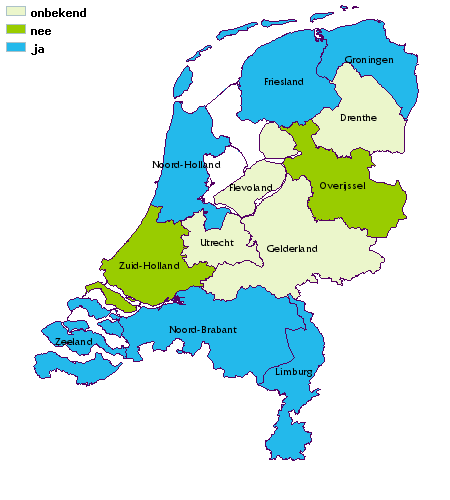 onbekend
nee
ja
Groningen
Friesland
Drenthe
Noord-Holland
Flevoland
Overijssel
Utrecht
Gelderland
Zuid-Holland
Noord-Brabant
Zeeland
Limburg